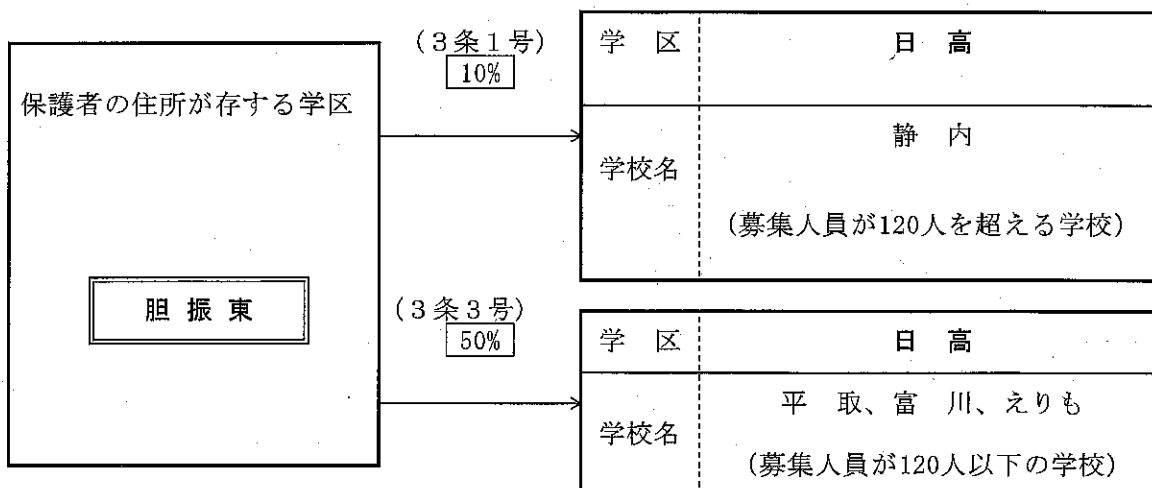 保護者の住所が存する学区
胆振東
(3条1号)
10%
学区 日高
学校名 静内
(募集人員が120人を超える学校)
(3条3号)
50%
学区 日高
学校名 平取、富川、えりも
(募集人員が120人以下の学校)